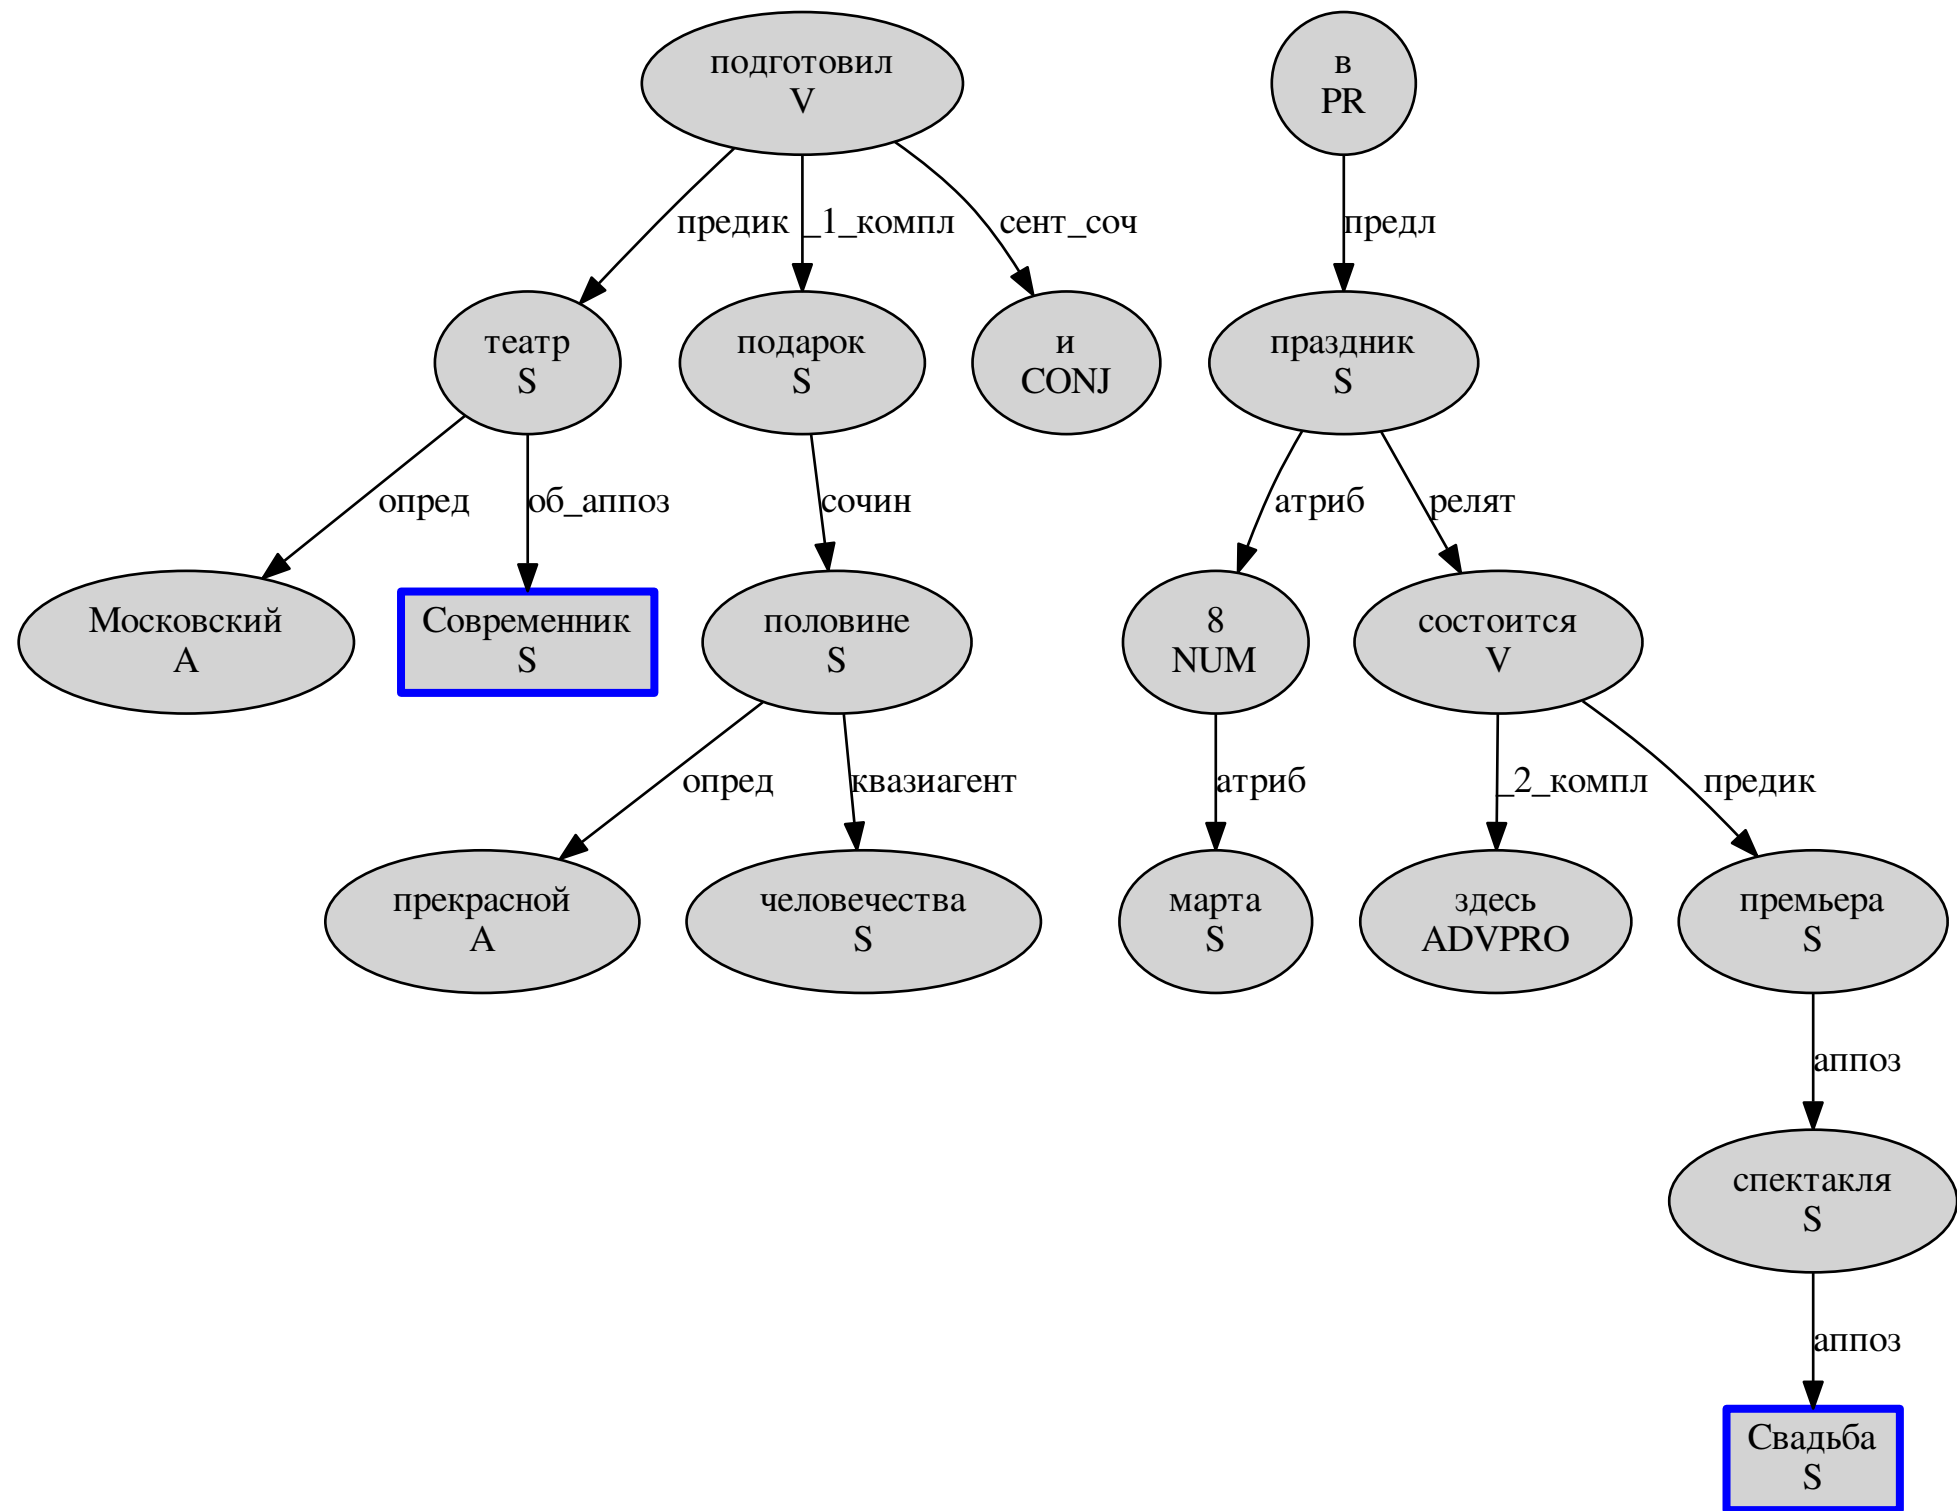 подготовил
V
в
PR
предик
_1_компл
сент_соч
предл
театр
S
подарок
S
и
CONJ
праздник
S
опред
об_аппоз
сочин
атриб
релят
Московский
A
Современник
S
половине
S
8
NUM
состоится
V
опред
квазиагент
атриб
_2_компл
предик
прекрасной
A
человечества
S
марта
S
здесь
ADVPRO
премьера
S
аппоз
спектакля
S
аппоз
Свадьба
S